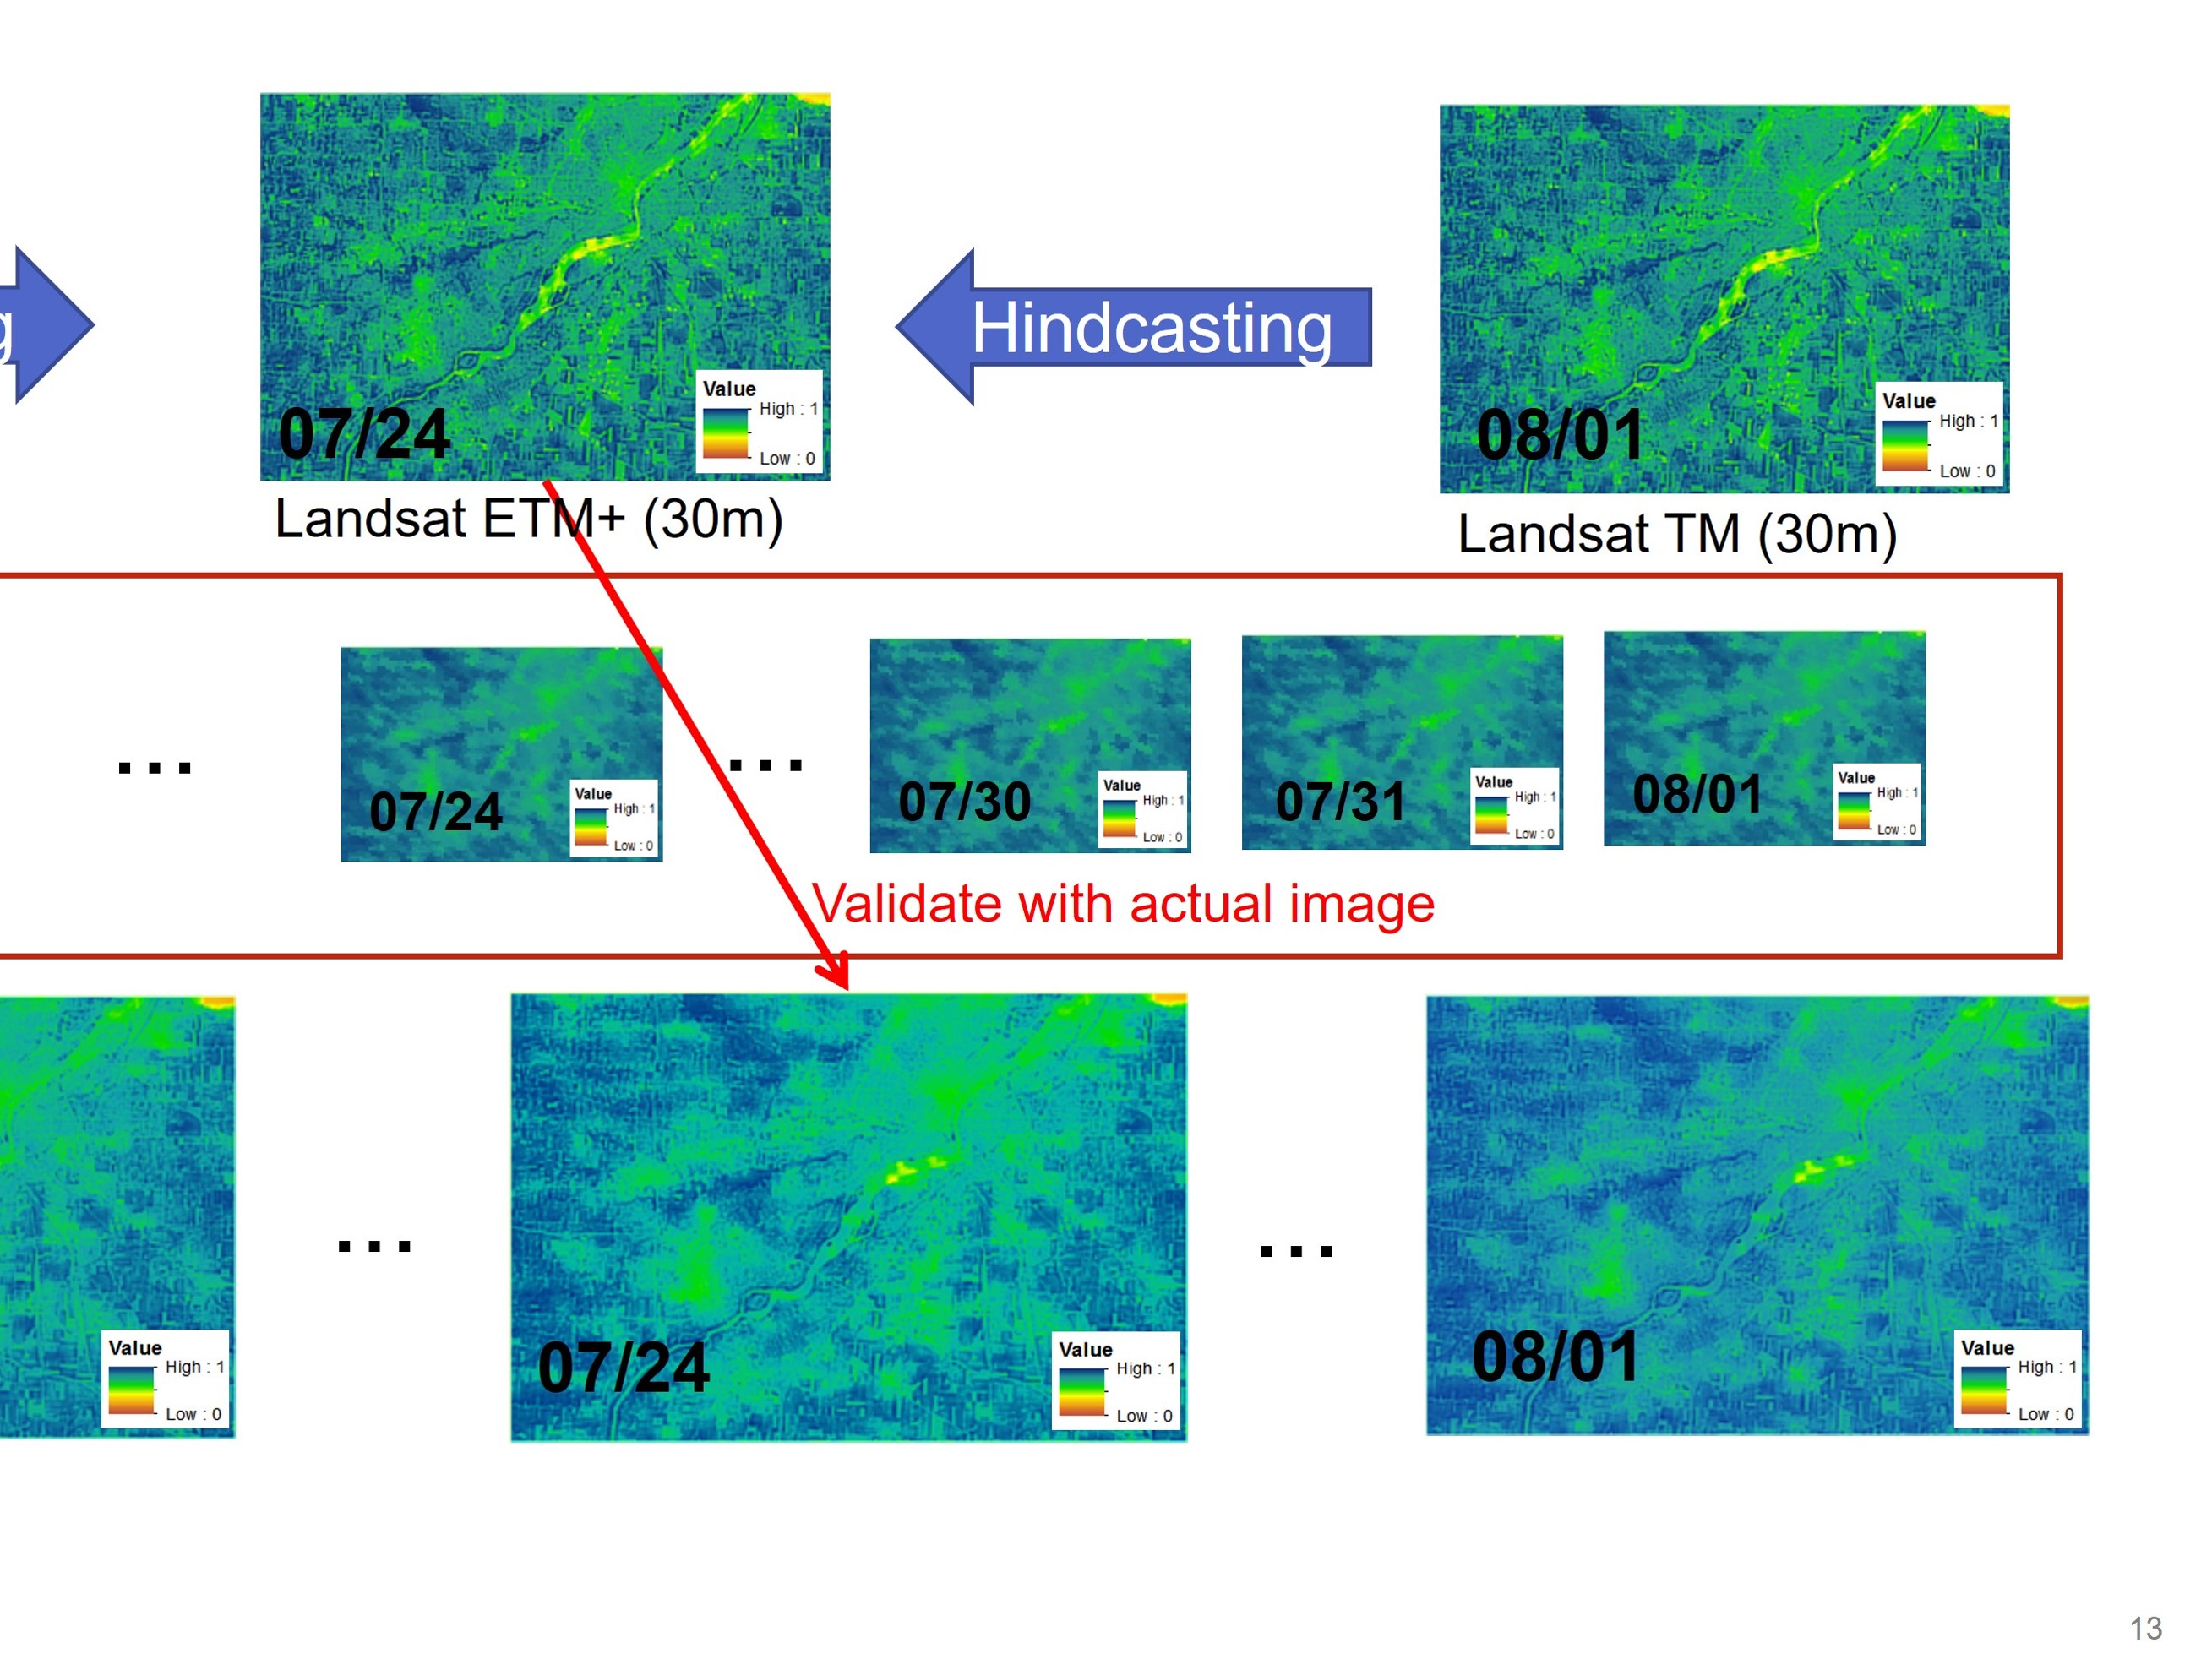 g
Hindcasting
Value
High : 1
Low : 0
07/24
Value
High : 1
Low : 0
08/01
Landsat ETM+ (30m)
Landsat TM (30m)
...
Value
High : 1
Low : 0
07/24
...
Value
High : 1
Low : 0
07/30
Value
High : 1
Low : 0
07/31
Value
High : 1
Low : 0
08/01
Validate with actual image
Value
High : 1
Low : 0
...
Value
High : 1
Low : 0
07/24
...
Value
High : 1
Low : 0
08/01
13